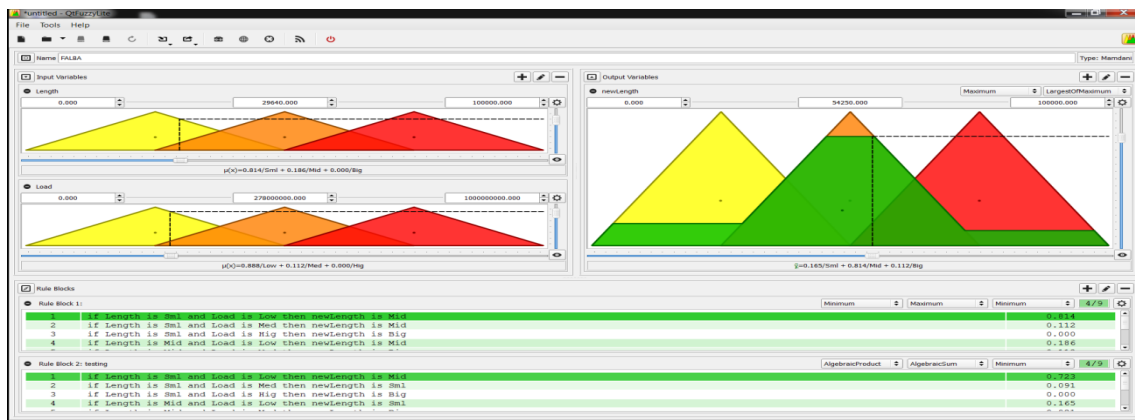 *untitled - QtFuzzyLite
File Tools Help
Name FALBA Type: Mamdani
Input Variables
Length
0.000 29640.000 100000.000
μ(x)=0.814/Sml + 0.186/Mid + 0.000/Big
Load
0.000 278000000.000 1000000000.000
μ(x)=0.888/Low + 0.112/Med + 0.000/Hig
Output Variables
newLength Maximum LargestOfMaximum
0.000 54250.000 100000.000
ỹ=0.165/Sml + 0.814/Mid + 0.112/Big
Rule Blocks
Rule Block 1: Minimum Maximum Minimum 4/9
1 if Length is Sml and Load is Low then newLength is Mid 0.814
2 if Length is Sml and Load is Med then newLength is Mid 0.112
3 if Length is Sml and Load is Hig then newLength is Big 0.000
4 if Length is Mid and Load is Low then newLength is Mid 0.186
Rule Block 2: testing AlgebraicProduct AlgebraicSum Minimum 4/9
1 if Length is Sml and Load is Low then newLength is Mid 0.723
2 if Length is Sml and Load is Med then newLength is Sml 0.091
3 if Length is Sml and Load is Hig then newLength is Big 0.000
4 if Length is Mid and Load is Low then newLength is Sml 0.165